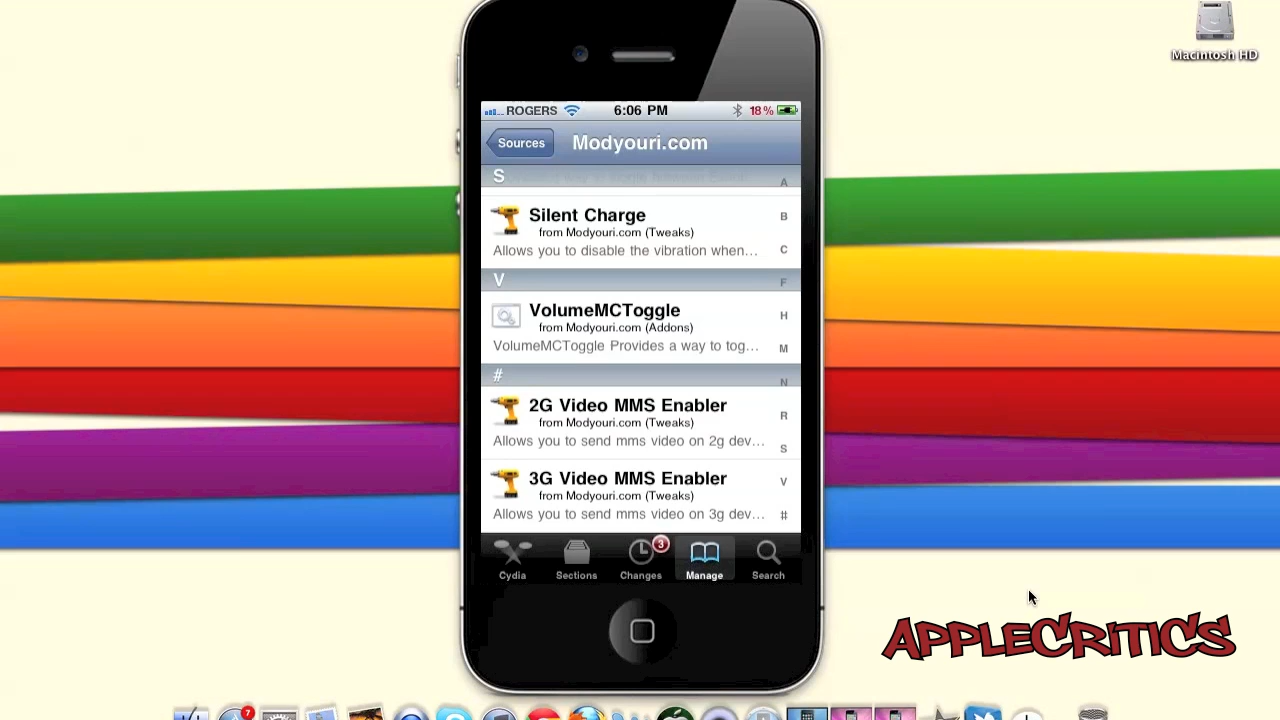 Macintosh HD
ROGERS 6:06 PM 18%
Sources Modyouri.com
S
A
Silent Charge
B
from Modyouri.com (Tweaks)
Allows you to disable the vibration when...
C
V
F
VolumeMCToggle
H
from Modyouri.com (Addons)
VolumeMCToggle Provides a way to tog...
M
#
N
2G Video MMS Enabler
R
from Modyouri.com (Tweaks)
Allows you to send mms video on 2g dev...
S
3G Video MMS Enabler
V
from Modyouri.com (Tweaks)
Allows you to send mms video on 3g dev...
#
3
Cydia Sections Changes Manage Search
APPLECRITICS
7